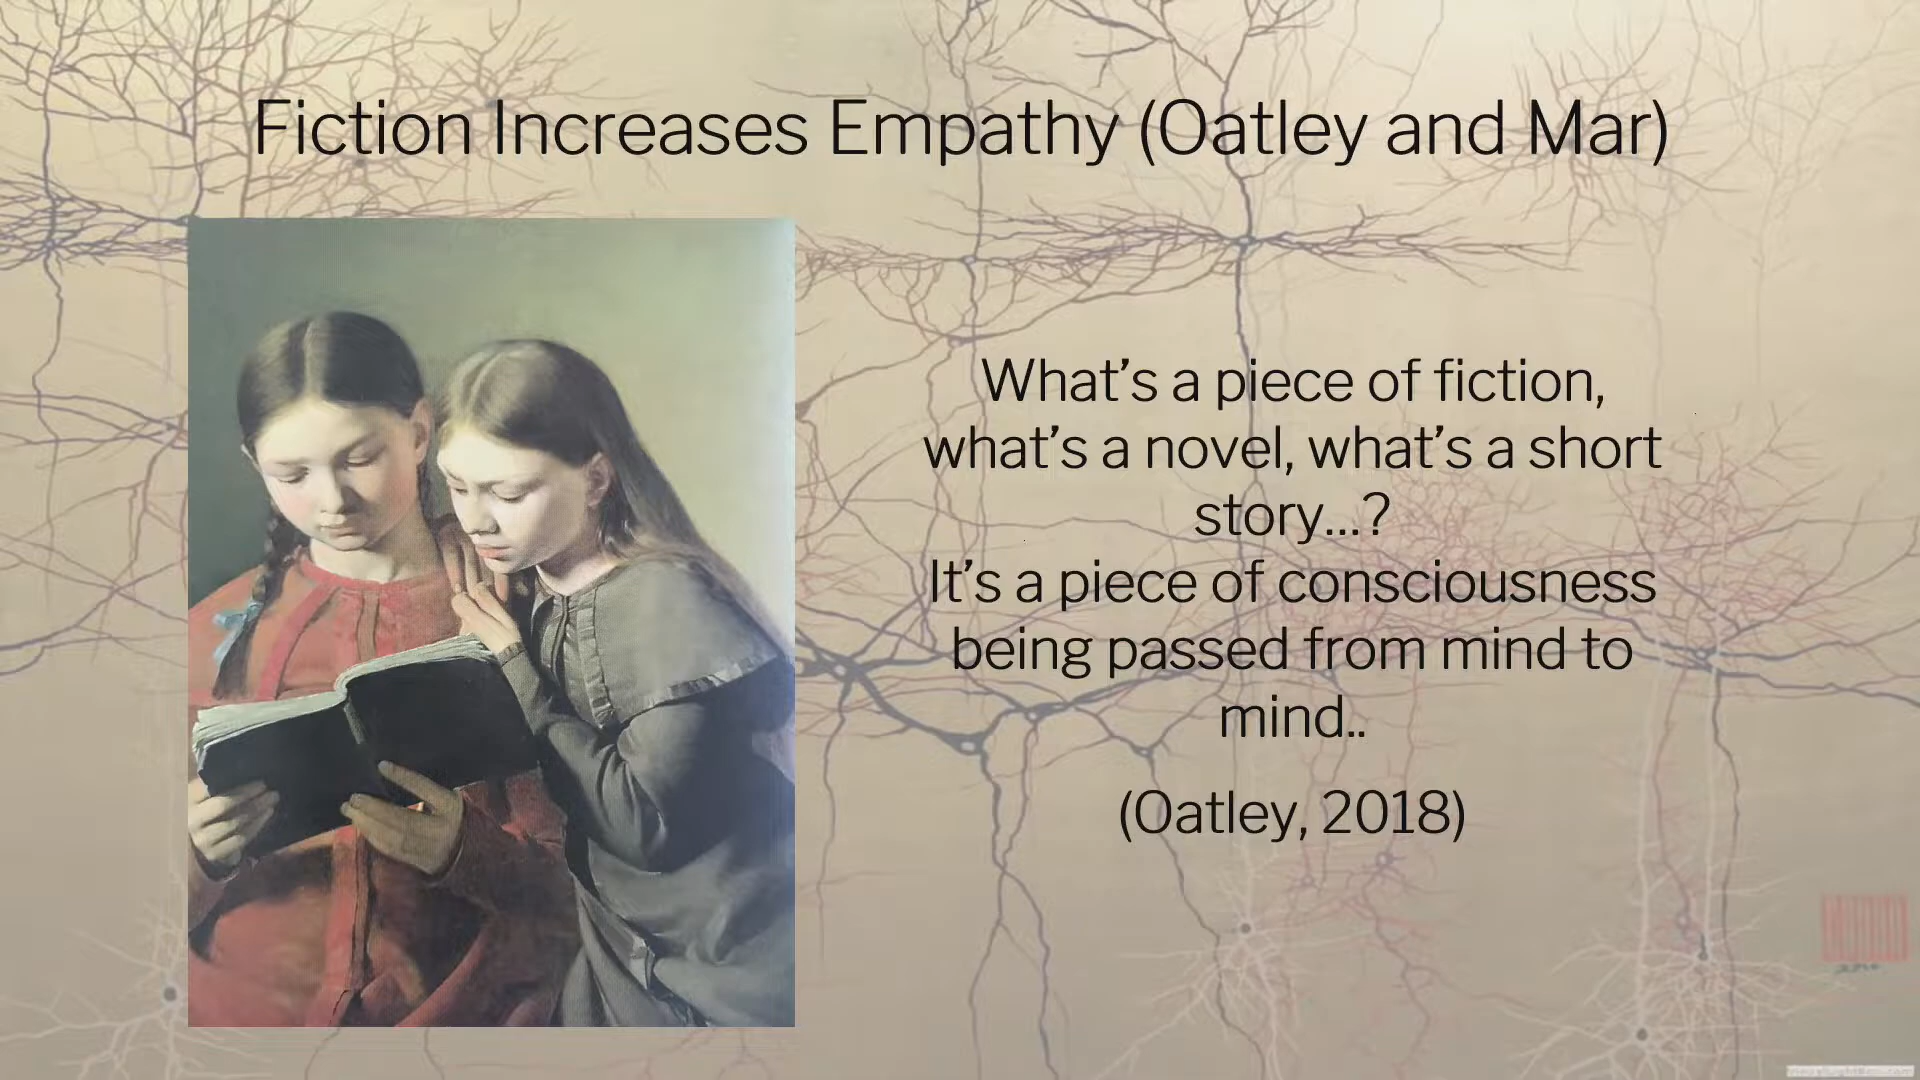 Fiction Increases Empathy (Oatley and Mar)
What’s a piece of fiction,
what’s a novel, what’s a short
story...?
It’s a piece of consciousness
being passed from mind to
mind..
(Oatley, 2018)